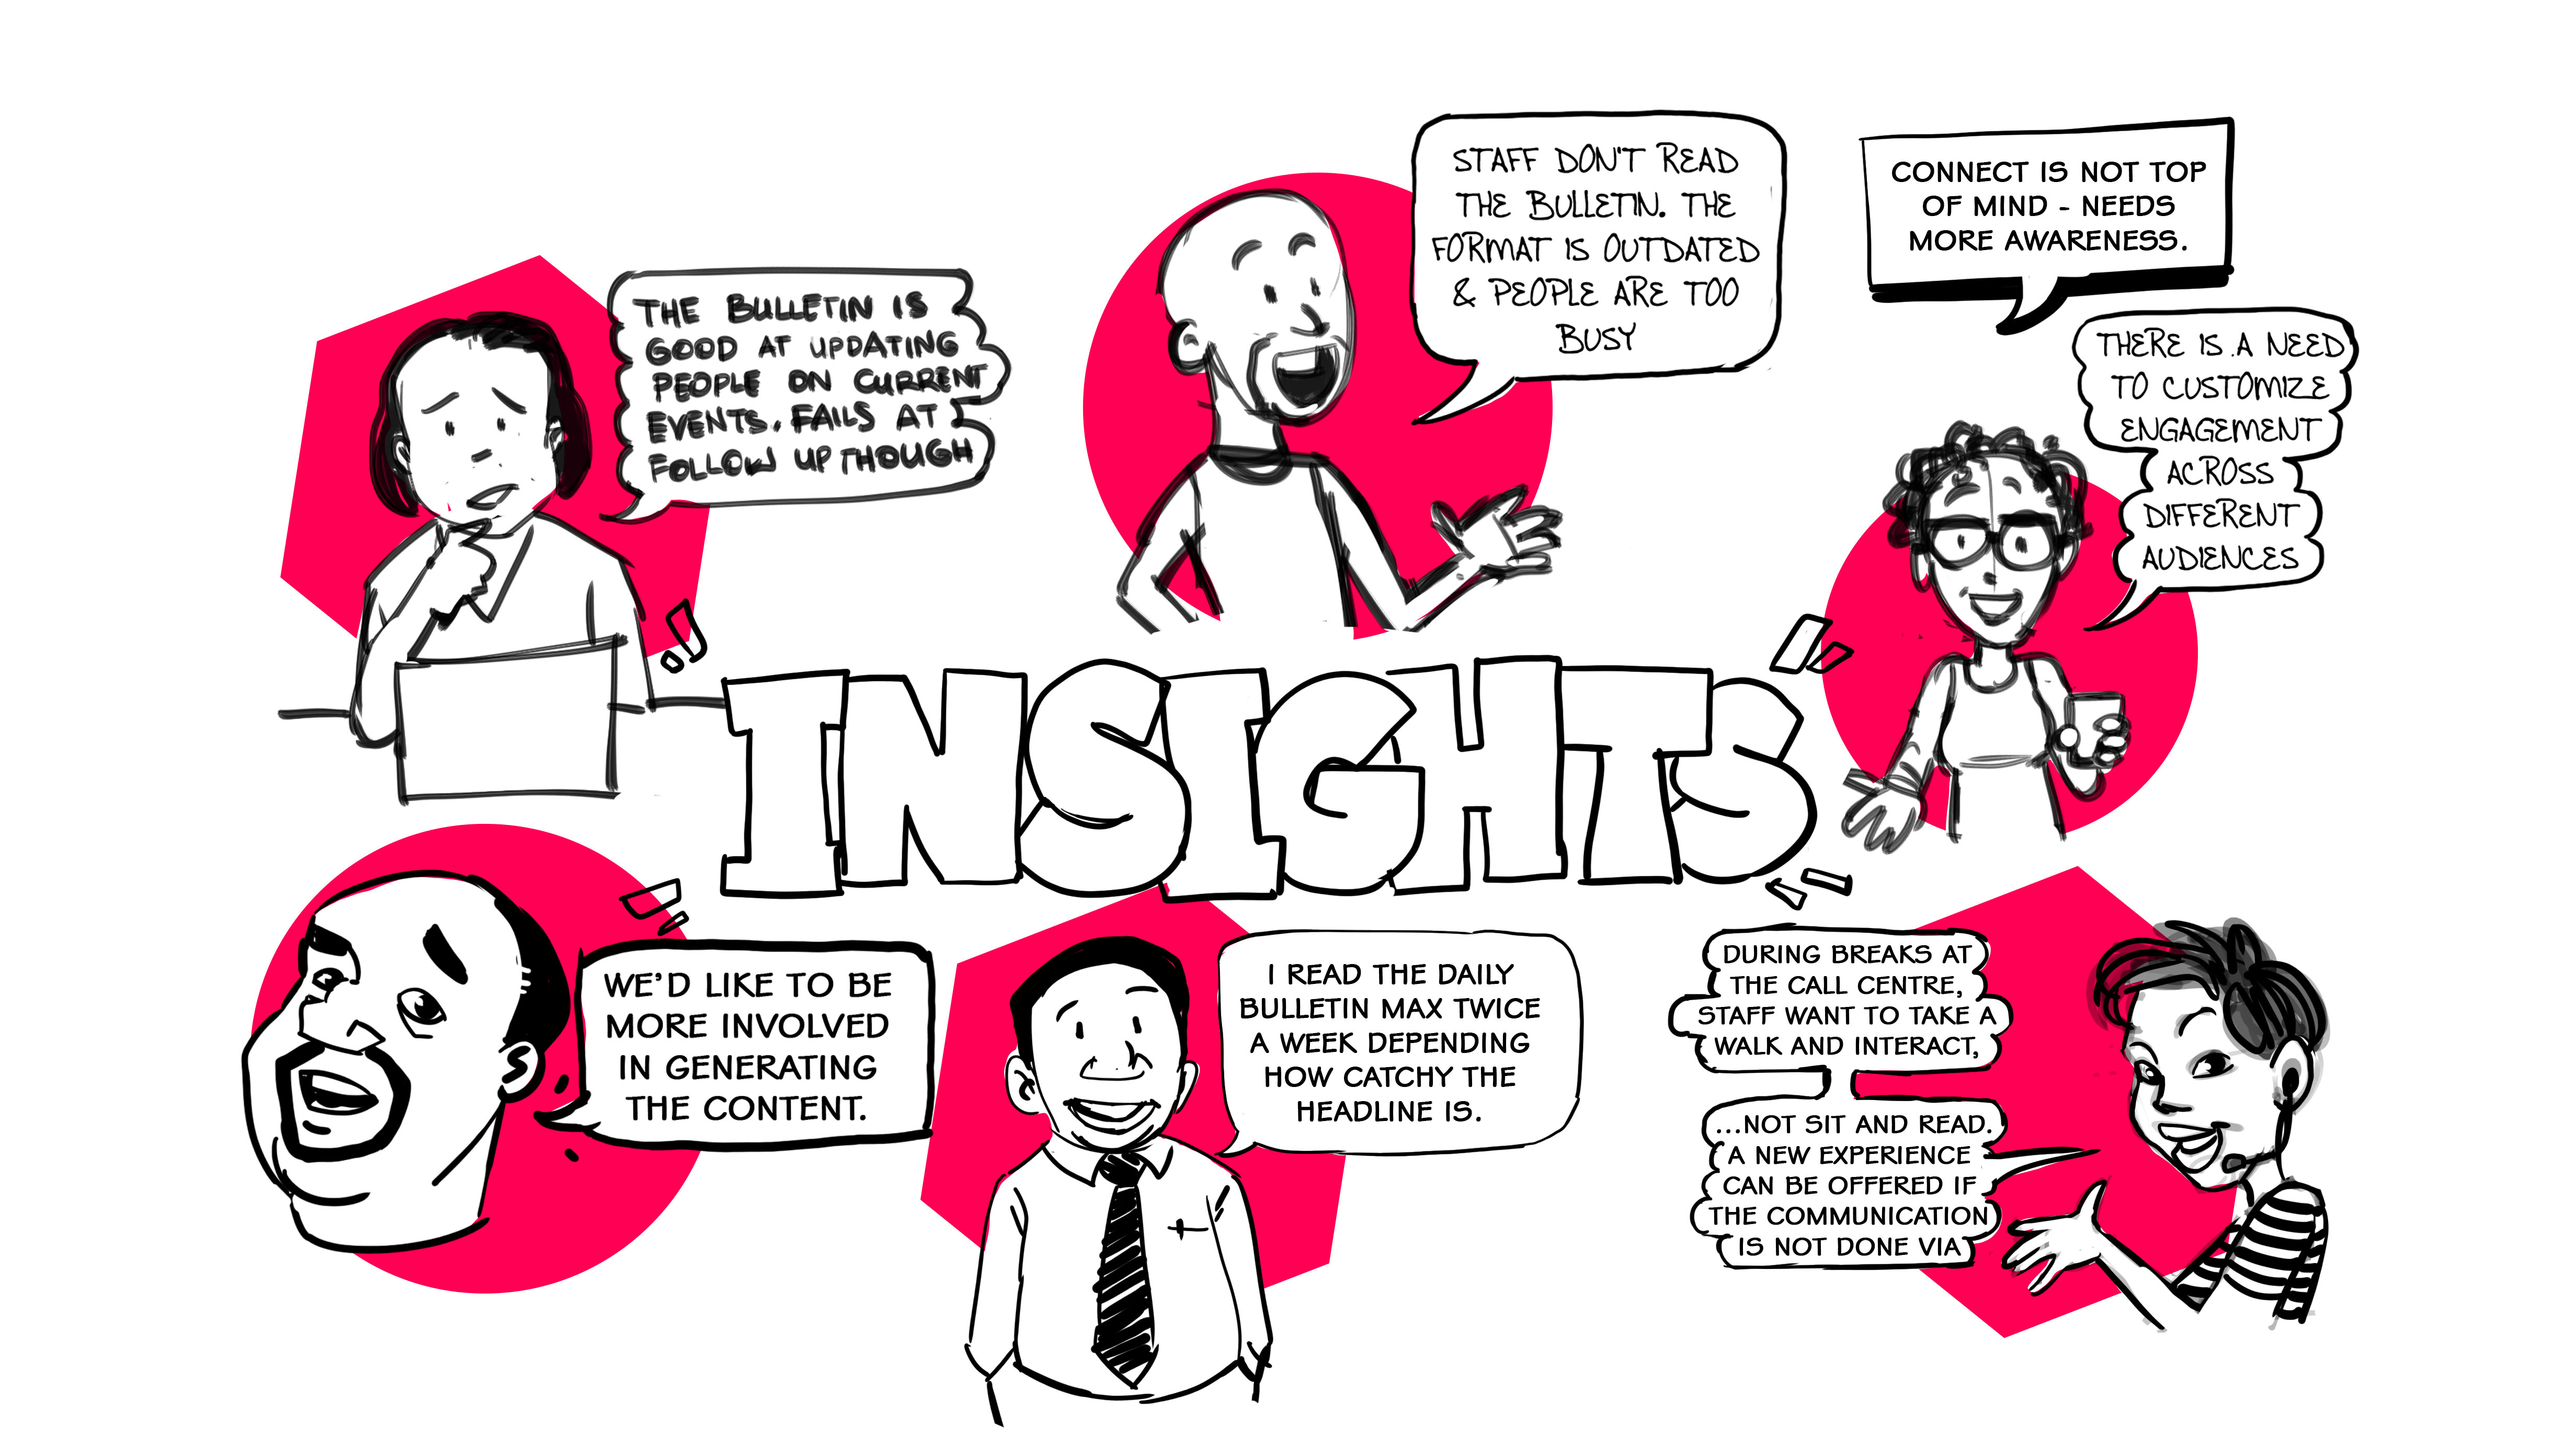 THE BULLETIN IS
GOOD AT UPDATING
PEOPLE ON CURRENT
EVENTS. FAILS AT
FOLLOW UP THOUGH
STAFF DON'T READ
THE BULLETIN. THE
FORMAT IS OUTDATED
& PEOPLE ARE TOO
BUSY
CONNECT IS NOT TOP
OF MIND - NEEDS
MORE AWARENESS.
THERE IS A NEED
TO CUSTOMIZE
ENGAGEMENT
ACROSS
DIFFERENT
AUDIENCES
INSIGHTS
WE'D LIKE TO BE
MORE INVOLVED
IN GENERATING
THE CONTENT.
I READ THE DAILY
BULLETIN MAX TWICE
A WEEK DEPENDING
HOW CATCHY THE
HEADLINE IS.
DURING BREAKS AT
THE CALL CENTRE,
STAFF WANT TO TAKE A
WALK AND INTERACT,
...NOT SIT AND READ.
A NEW EXPERIENCE
CAN BE OFFERED IF
THE COMMUNICATION
IS NOT DONE VIA